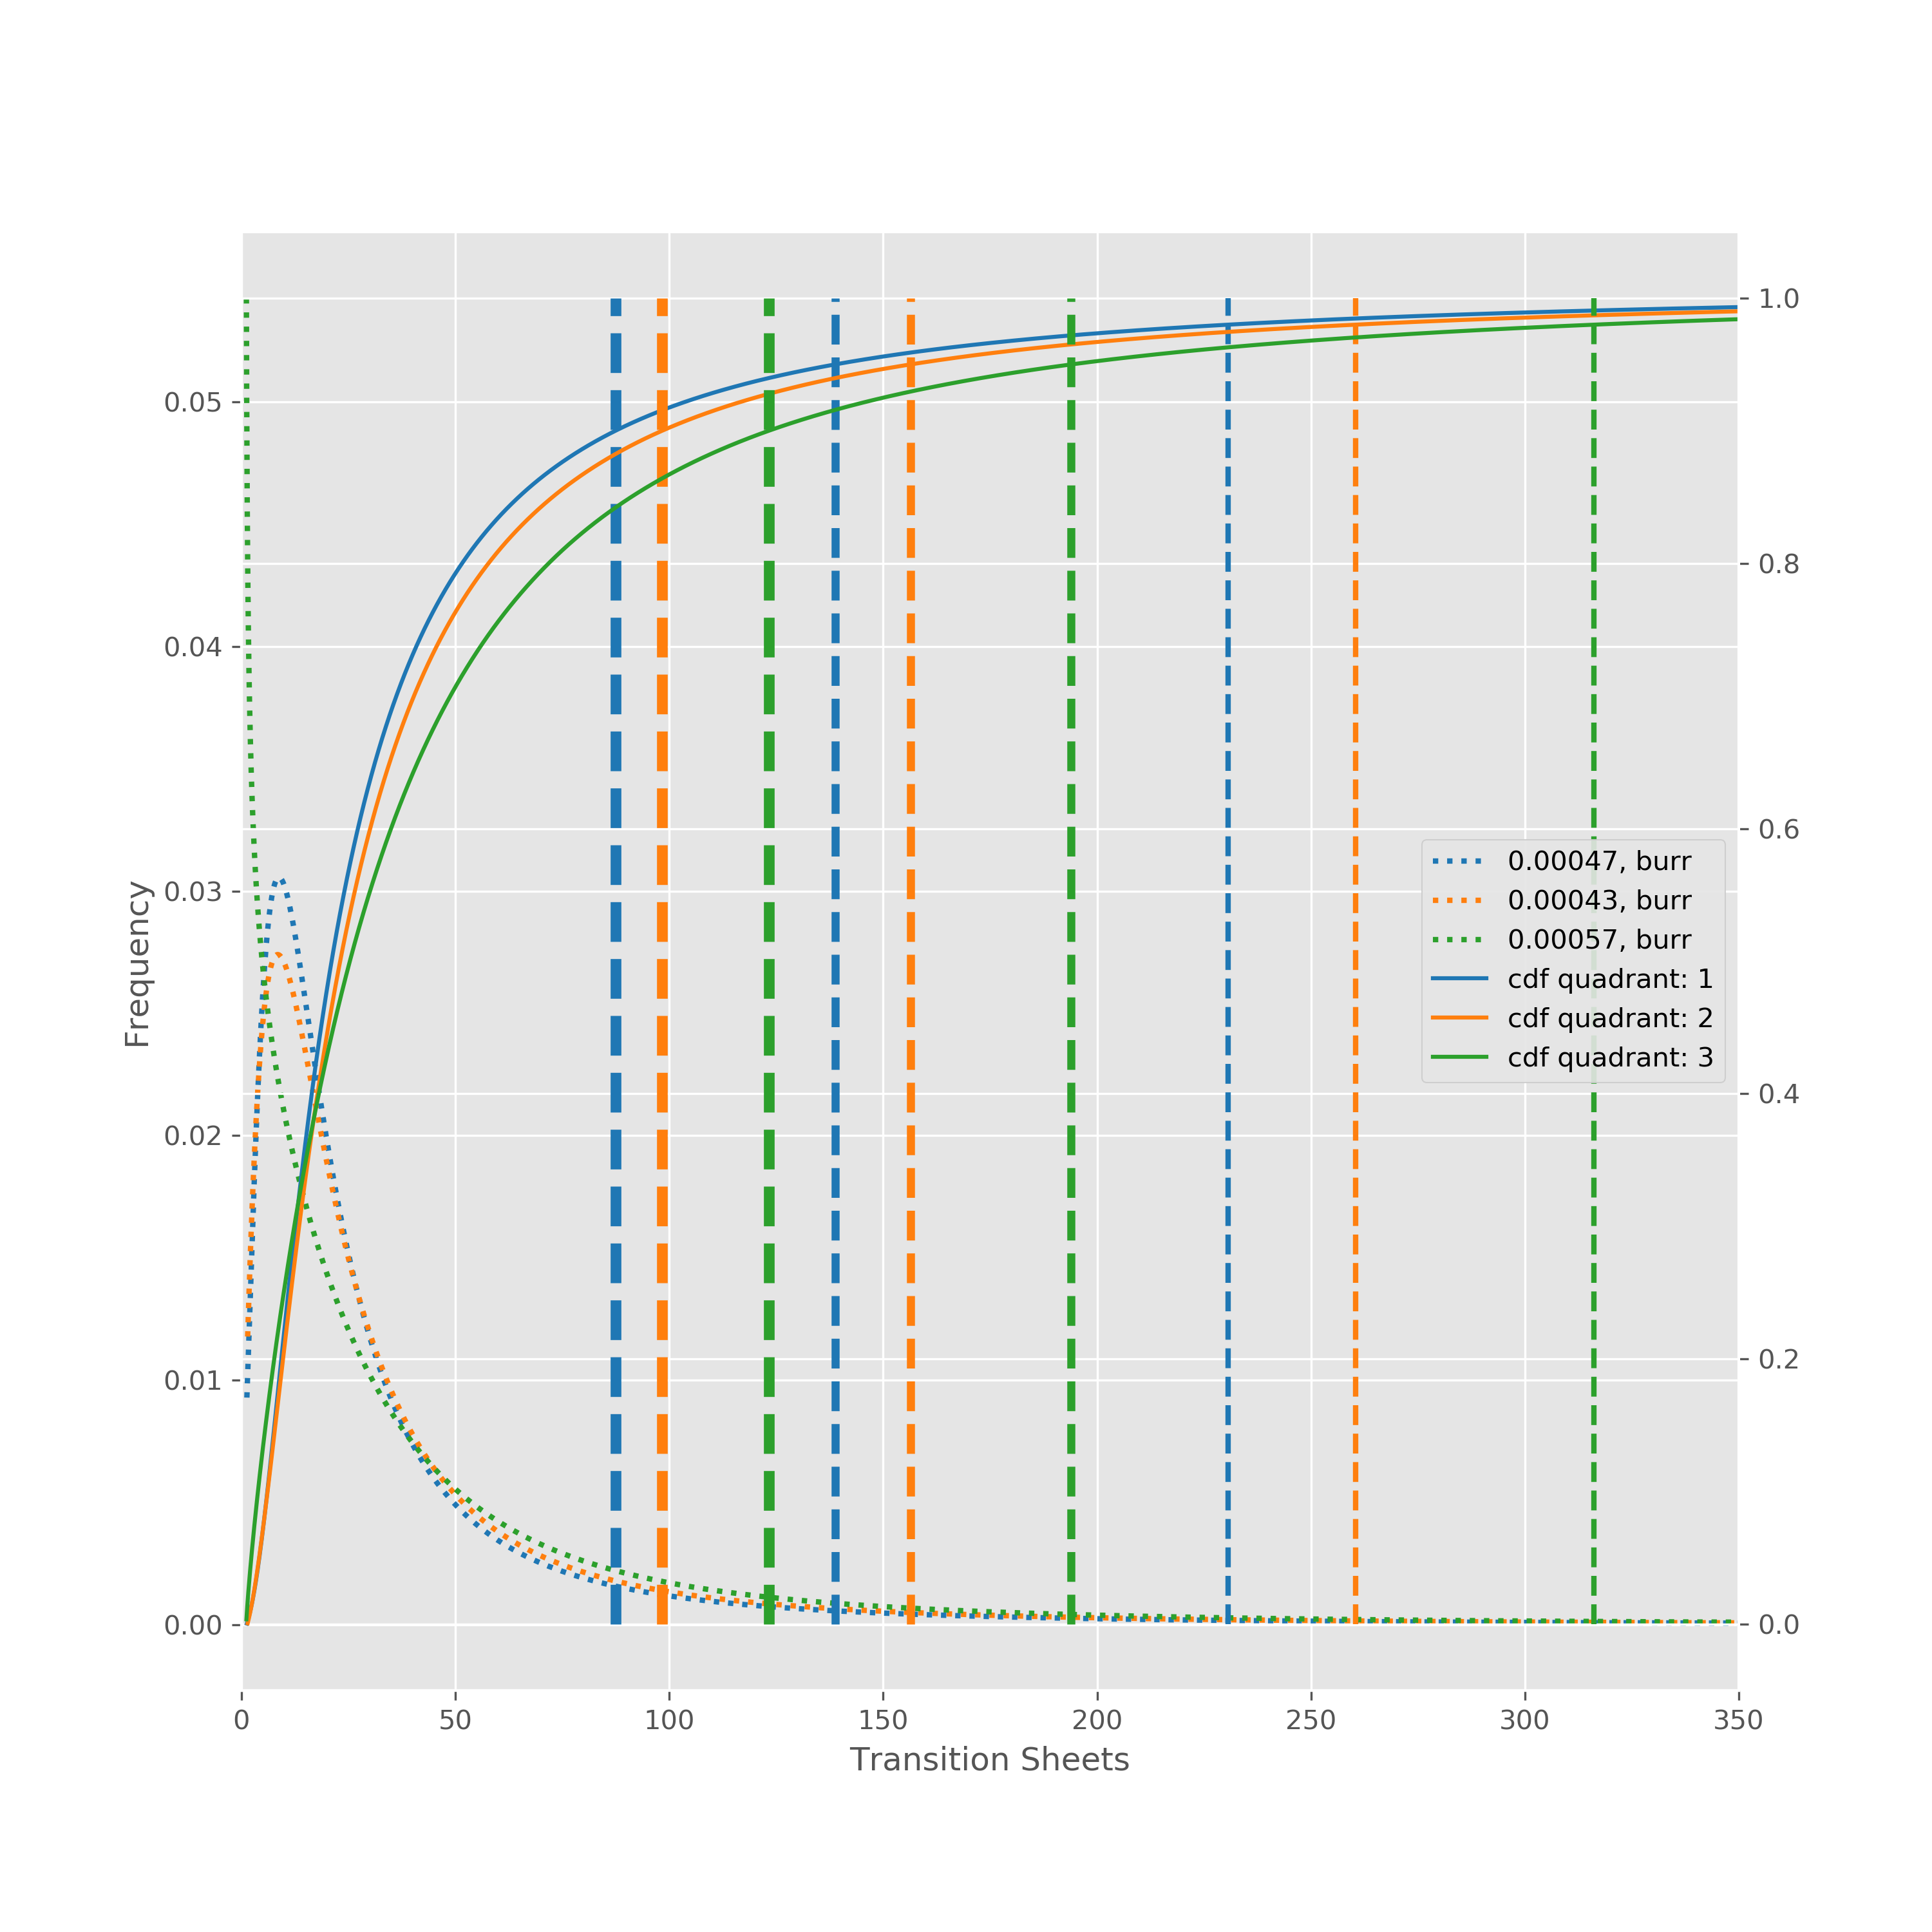 1.0
0.05
0.8
0.04
0.6
0.00047, burr
0.03
0.00043, burr
0.00057, burr
cdf quadrant: 1
Frequency
cdf quadrant: 2
cdf quadrant: 3
0.4
0.02
0.2
0.01
0.00
0.0
0 50 100 150 200 250 300 350
Transition Sheets